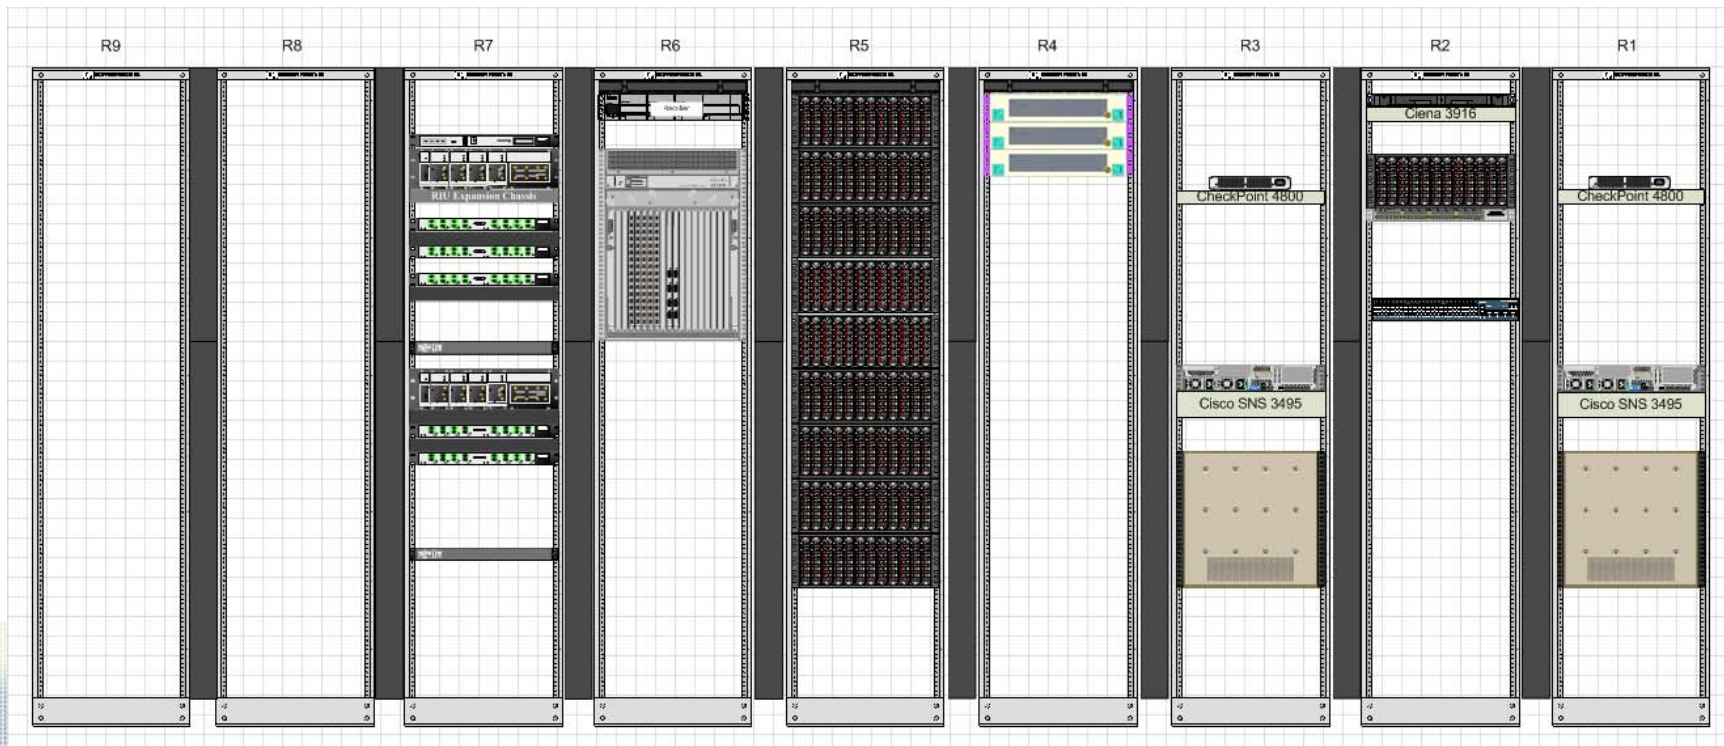 R9
R8
R7
R6
R5
R4
R3
R2
R1
Rectifier
Ciena 3916
RIU Expansion Chassis
CheckPoint 4800
CheckPoint 4800
Cisco SNS 3495
Cisco SNS 3495